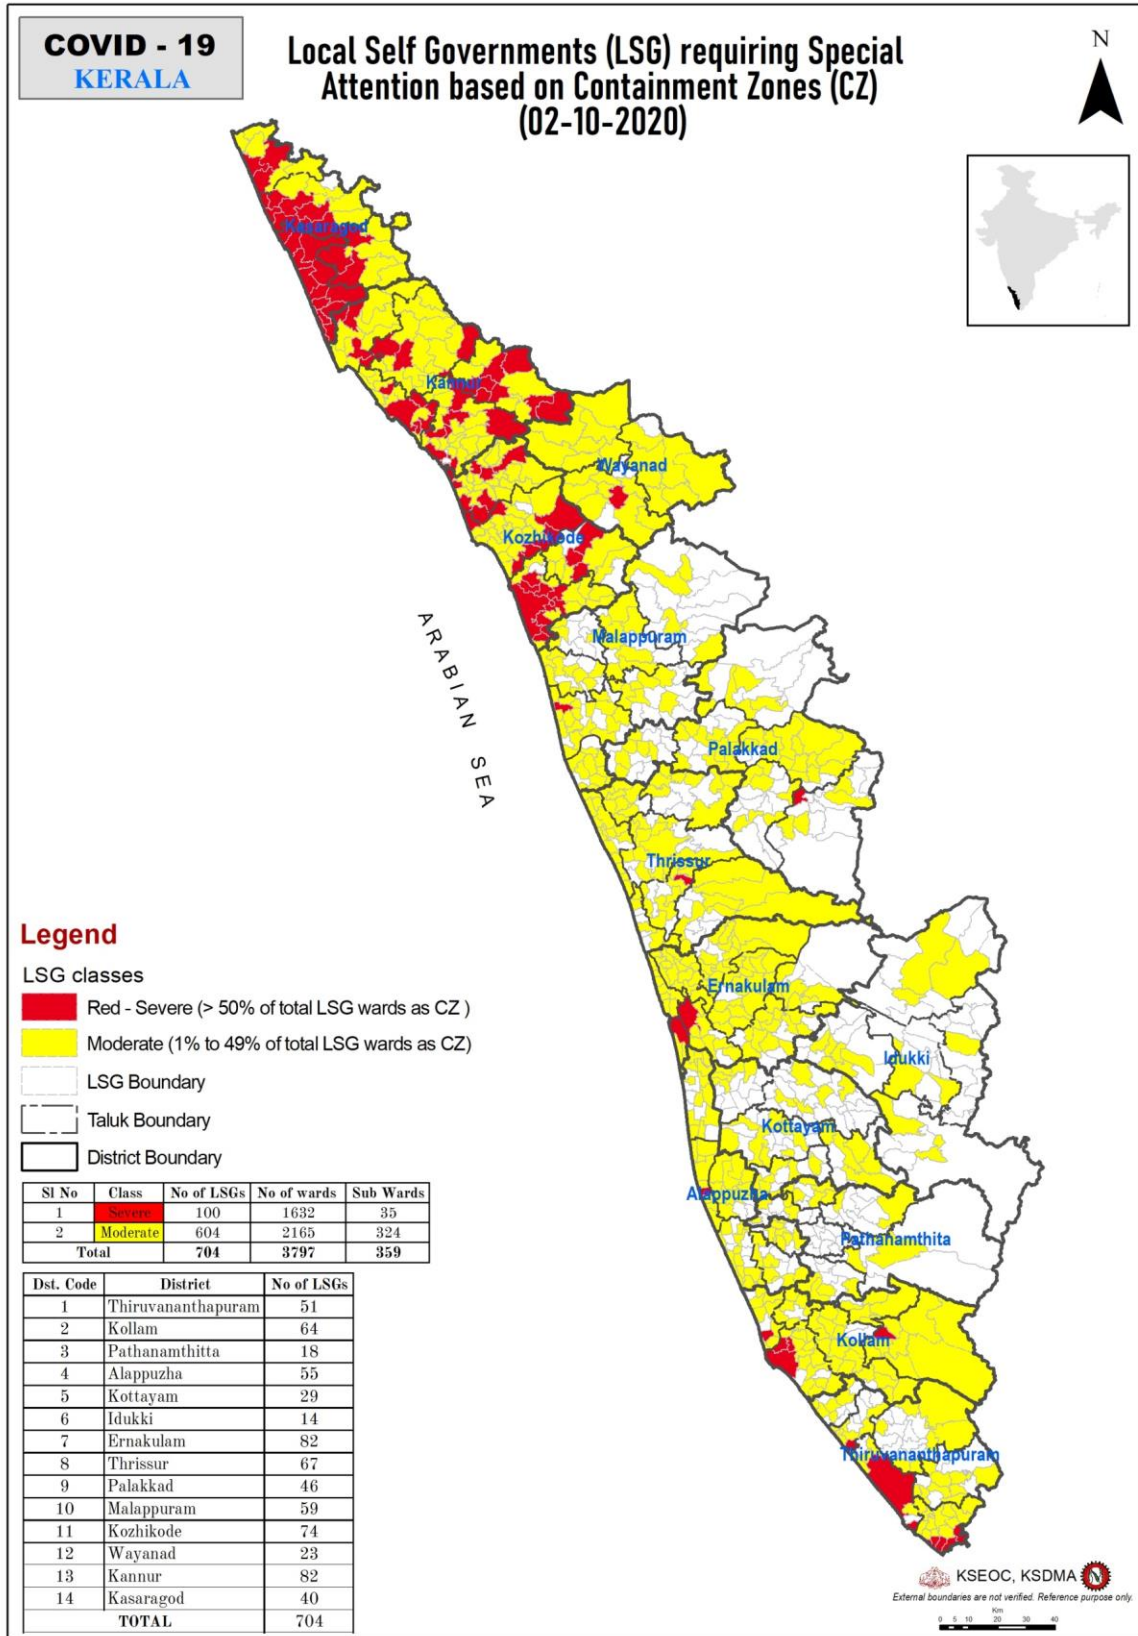 COVID - 19
KERALA
Local Self Governments (LSG) requiring Special
Attention based on Containment Zones (CZ)
(02-10-2020)
N
Kasaragod
Kannur
Wayanad
Kozhikode
Malappuram
ARABIAN SEA
Palakkad
Thrissur
Ernakulam
Idukki
Kottayam
Alappuzha
Pathanamthita
Kollam
Thiruvananthapuram
Legend
LSG classes
Red - Severe (> 50% of total LSG wards as CZ )
Moderate (1% to 49% of total LSG wards as CZ)
LSG Boundary
Taluk Boundary
District Boundary
Sl No Class No of LSGs No of wards Sub Wards
1 Severe 100 1632 35
2 Moderate 604 2165 324
Total 704 3797 359
Dst. Code District No of LSGs
1 Thiruvananthapuram 51
2 Kollam 64
3 Pathanamthitta 18
4 Alappuzha 55
5 Kottayam 29
6 Idukki 14
7 Ernakulam 82
8 Thrissur 67
9 Palakkad 46
10 Malappuram 59
11 Kozhikode 74
12 Wayanad 23
13 Kannur 82
14 Kasaragod 40
TOTAL 704
KSEOC, KSDMA
External boundaries are not verified. Reference purpose only.
Km
0 5 10 20 30 40